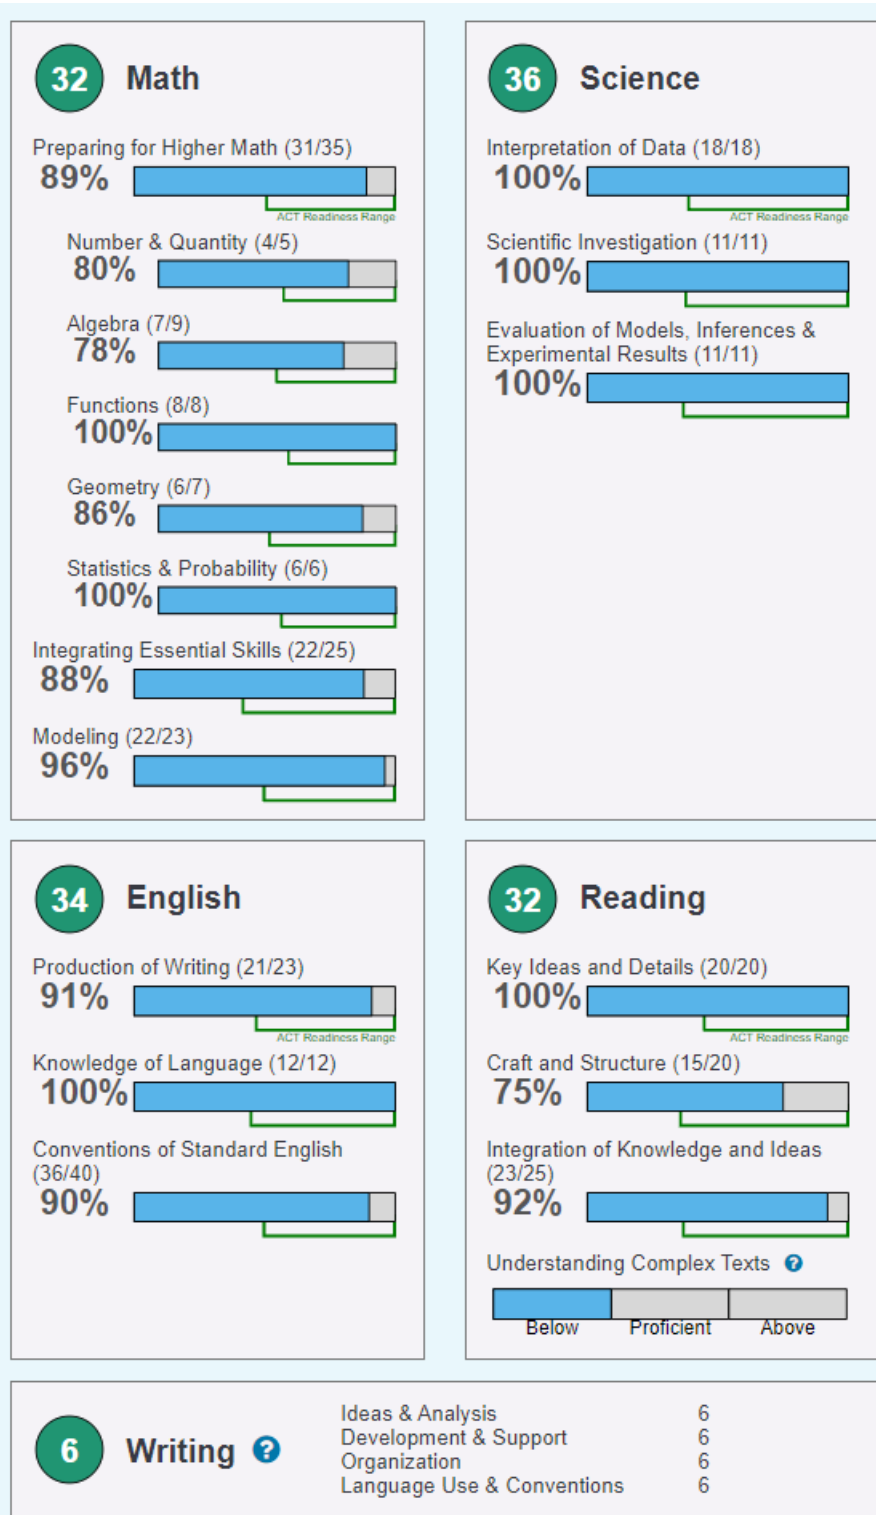 32 Math
Preparing for Higher Math (31/35)
89%
ACT Readiness Range
Number & Quantity (4/5)
80%
Algebra (7/9)
78%
Functions (8/8)
100%
Geometry (6/7)
86%
Statistics & Probability (6/6)
100%
Integrating Essential Skills (22/25)
88%
Modeling (22/23)
96%
36 Science
Interpretation of Data (18/18)
100%
ACT Readiness Range
Scientific Investigation (11/11)
100%
Evaluation of Models, Inferences &
Experimental Results (11/11)
100%
34 English
Production of Writing (21/23)
91%
ACT Readiness Range
Knowledge of Language (12/12)
100%
Conventions of Standard English
(36/40)
90%
32 Reading
Key Ideas and Details (20/20)
100%
ACT Readiness Range
Craft and Structure (15/20)
75%
Integration of Knowledge and Ideas
(23/25)
92%
Understanding Complex Texts ?
Below Proficient Above
6 Writing ?
Ideas & Analysis 6
Development & Support 6
Organization 6
Language Use & Conventions 6